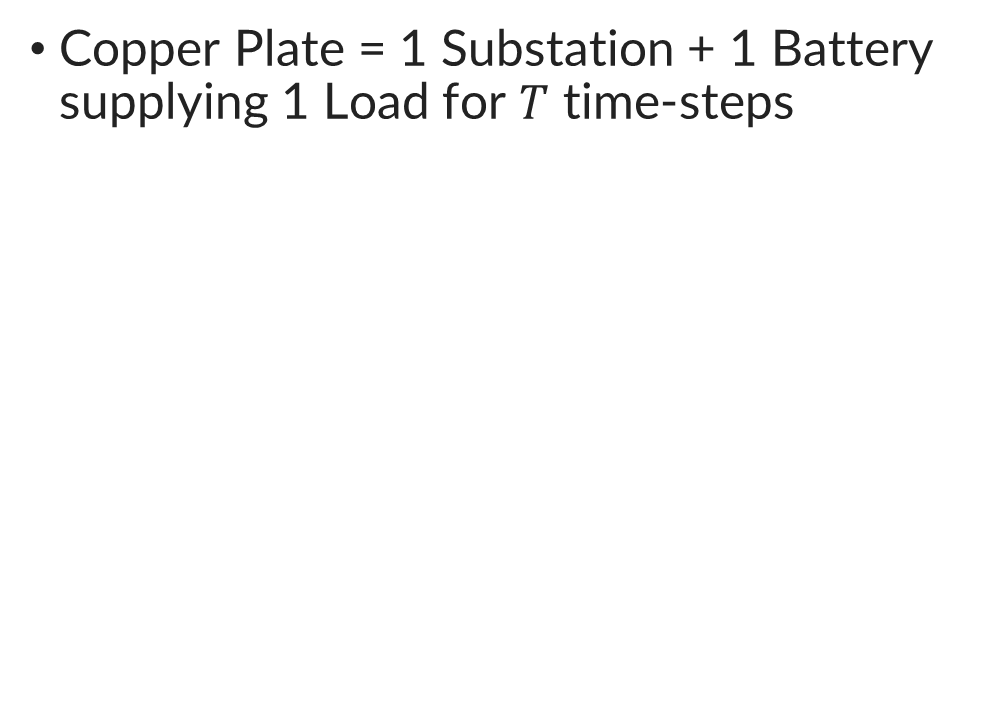 • Copper Plate = 1 Substation + 1 Battery
supplying 1 Load for 𝑇 time-steps